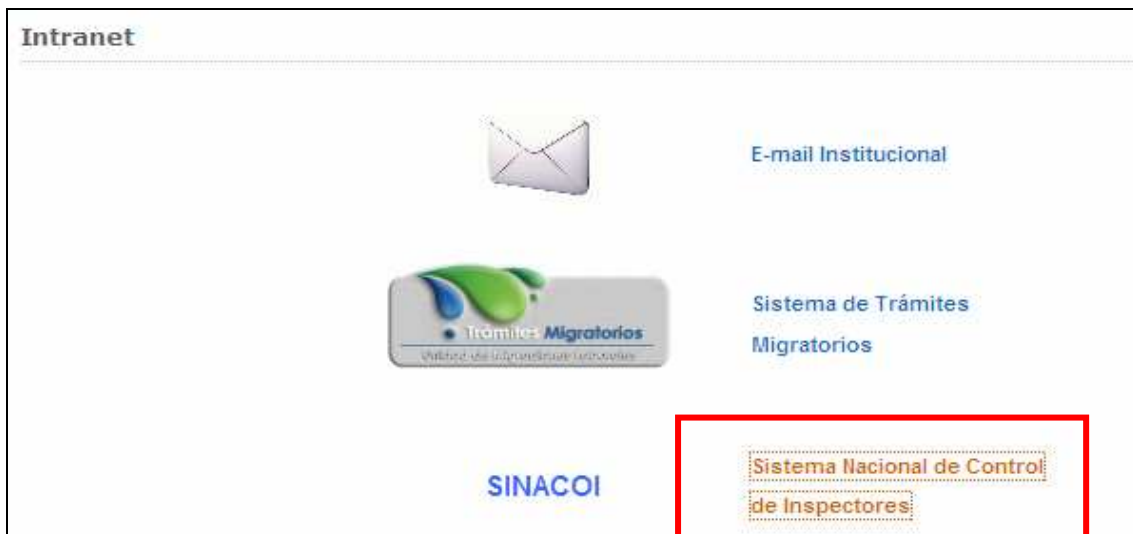 Intranet
E-mail Institucional
Trámites Migratorios
Sistema de Trámites
Migratorios
SINACOI
Sistema Nacional de Control
de Inspectores